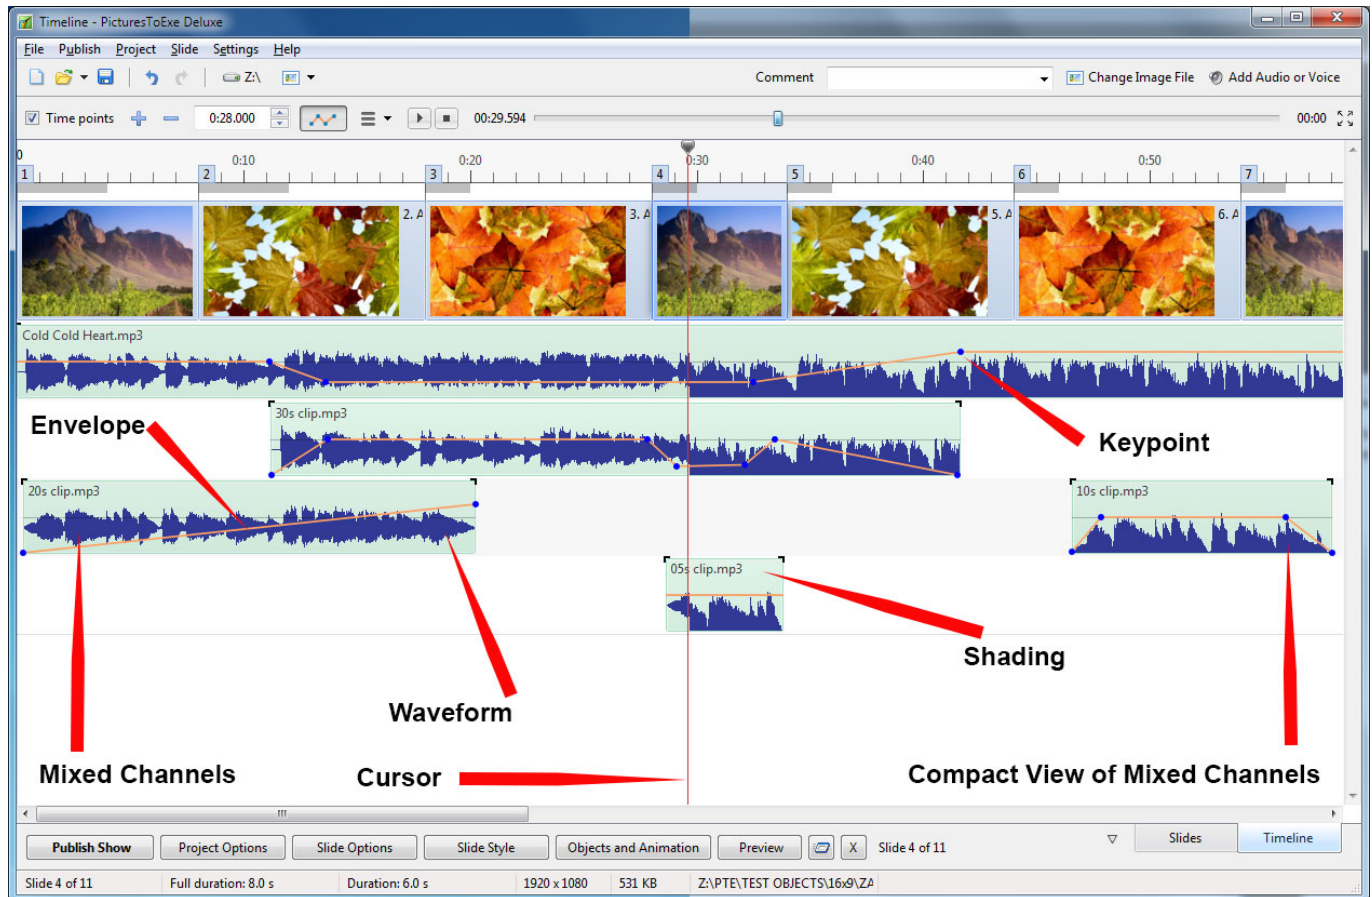 Timeline - PicturesToExe Deluxe
File Publish Project Slide Settings Help
Z:\ Comment Change Image File Add Audio or Voice
Time points 0:28.000 00:29.594 00:00
0 0:10 0:20 0:30 0:40 0:50
1 2 3 4 5 6 7
2. A 3. A 5. A 6. A
Cold Cold Heart.mp3
30s clip.mp3
Envelope
Keypoint
20s clip.mp3
10s clip.mp3
05s clip.mp3
Shading
Waveform
Mixed Channels
Cursor
Compact View of Mixed Channels
Publish Show Project Options Slide Options Slide Style Objects and Animation Preview X Slide 4 of 11 Slides Timeline
Slide 4 of 11 Full duration: 8.0 s Duration: 6.0 s 1920 x 1080 531 KB Z:\PTE\TEST OBJECTS\16x9\ZA